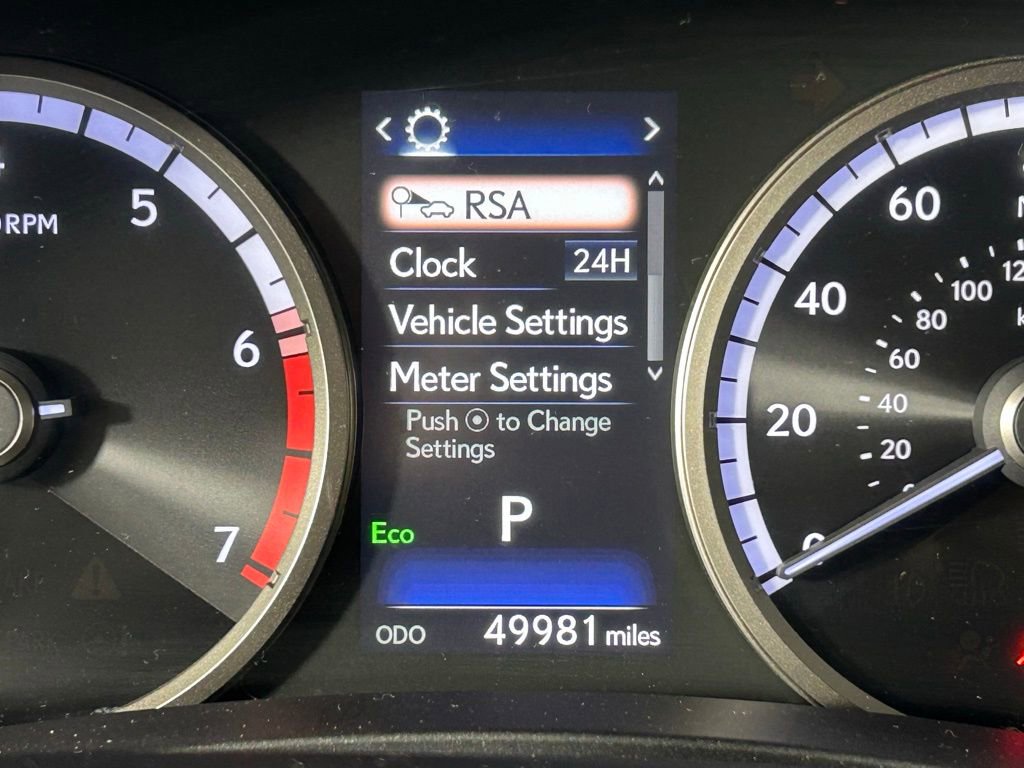 RSA
Clock 24H
Vehicle Settings
Meter Settings
Push to Change
Settings
P
Eco
ODO 49981 miles
RPM
5
6
7
60
40
20
0
100
80
60
40
20